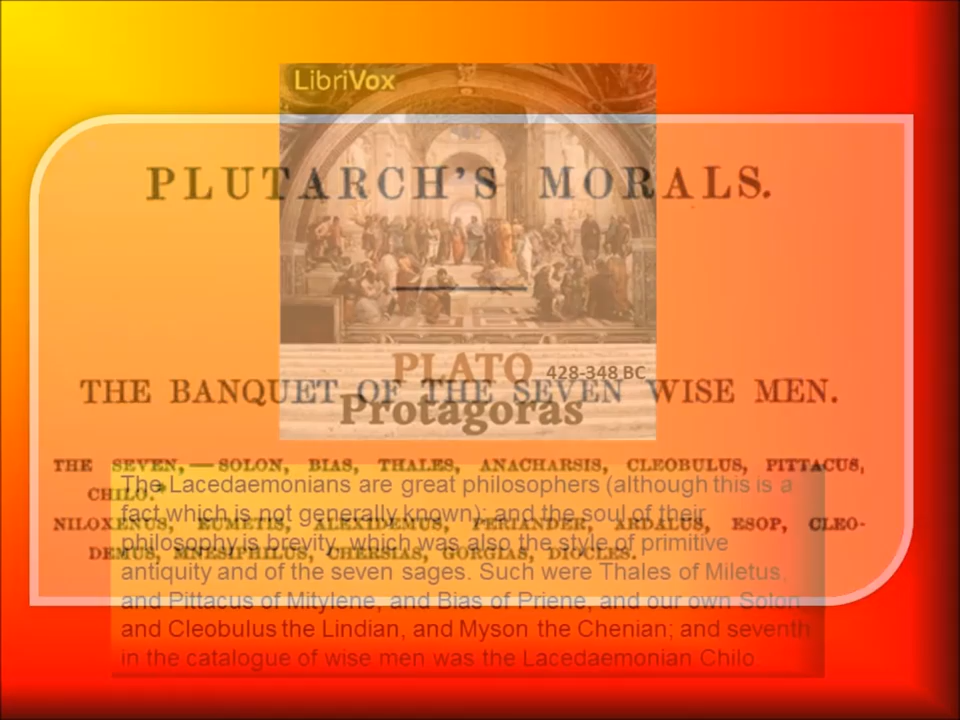 LibriVox
PLUTARCH'S MORALS.
PLATO 428-348 BC
THE BANQUET OF THE SEVEN WISE MEN.
Protagoras
THE SEVEN,—SOLON, BIAS, THALES, ANACHARSIS, CLEOBULUS, PITTACUS,
CHILO.*
NILOXENUS, EUMETIS, ALEXIDEMUS, PERIANDER, ARDALUS, ESOP, CLEO-
DEMUS, MNESIPHILUS, CHERSIAS, GORGIAS, DIOCLES.
The Lacedaemonians are great philosophers (although this is a
fact which is not generally known); and the soul of their
philosophy is brevity, which was also the style of primitive
antiquity and of the seven sages. Such were Thales of Miletus,
and Pittacus of Mitylene, and Bias of Priene, and our own Solon
and Cleobulus the Lindian, and Myson the Chenian; and seventh
in the catalogue of wise men was the Lacedaemonian Chilo